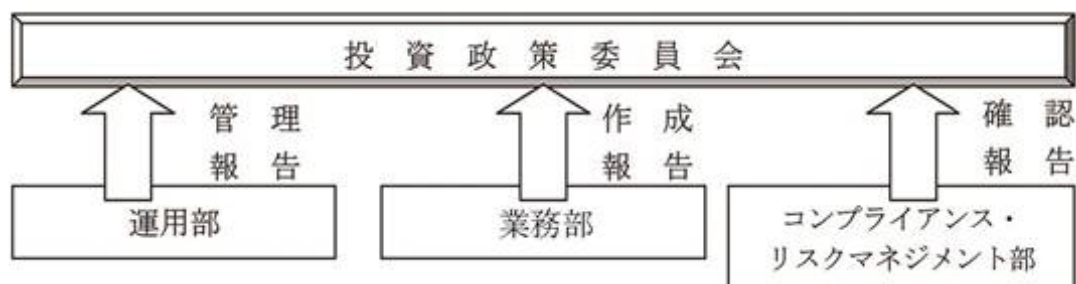 投資政策委員会
管理
報告
作成
報告
確認
報告
運用部
業務部
コンプライアンス・
リスクマネジメント部